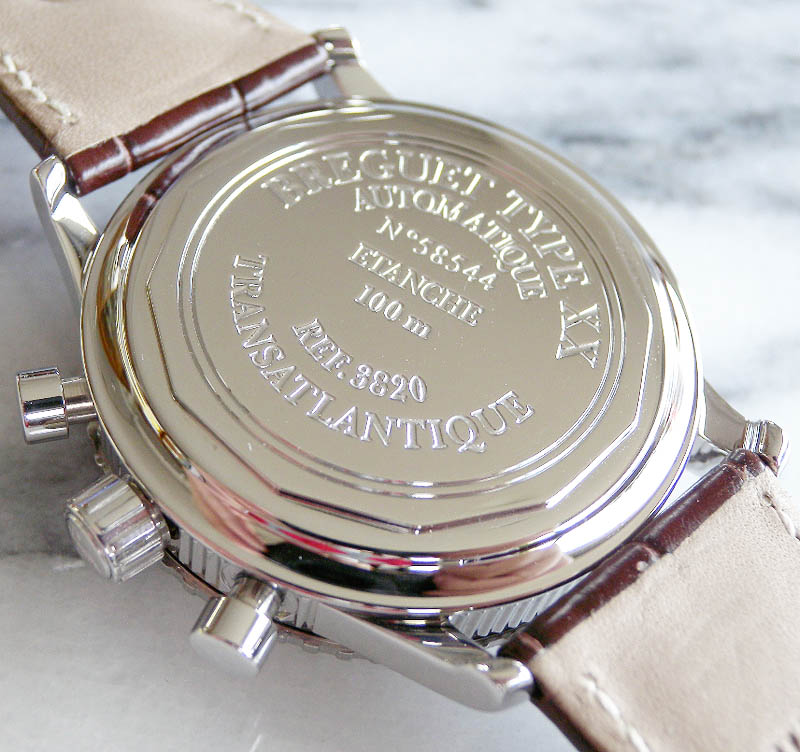 BREGUET TYPE XX
AUTOMATIQUE
N°58544
ETANCHE
100 m
REF.3820
TRANSATLANTIQUE